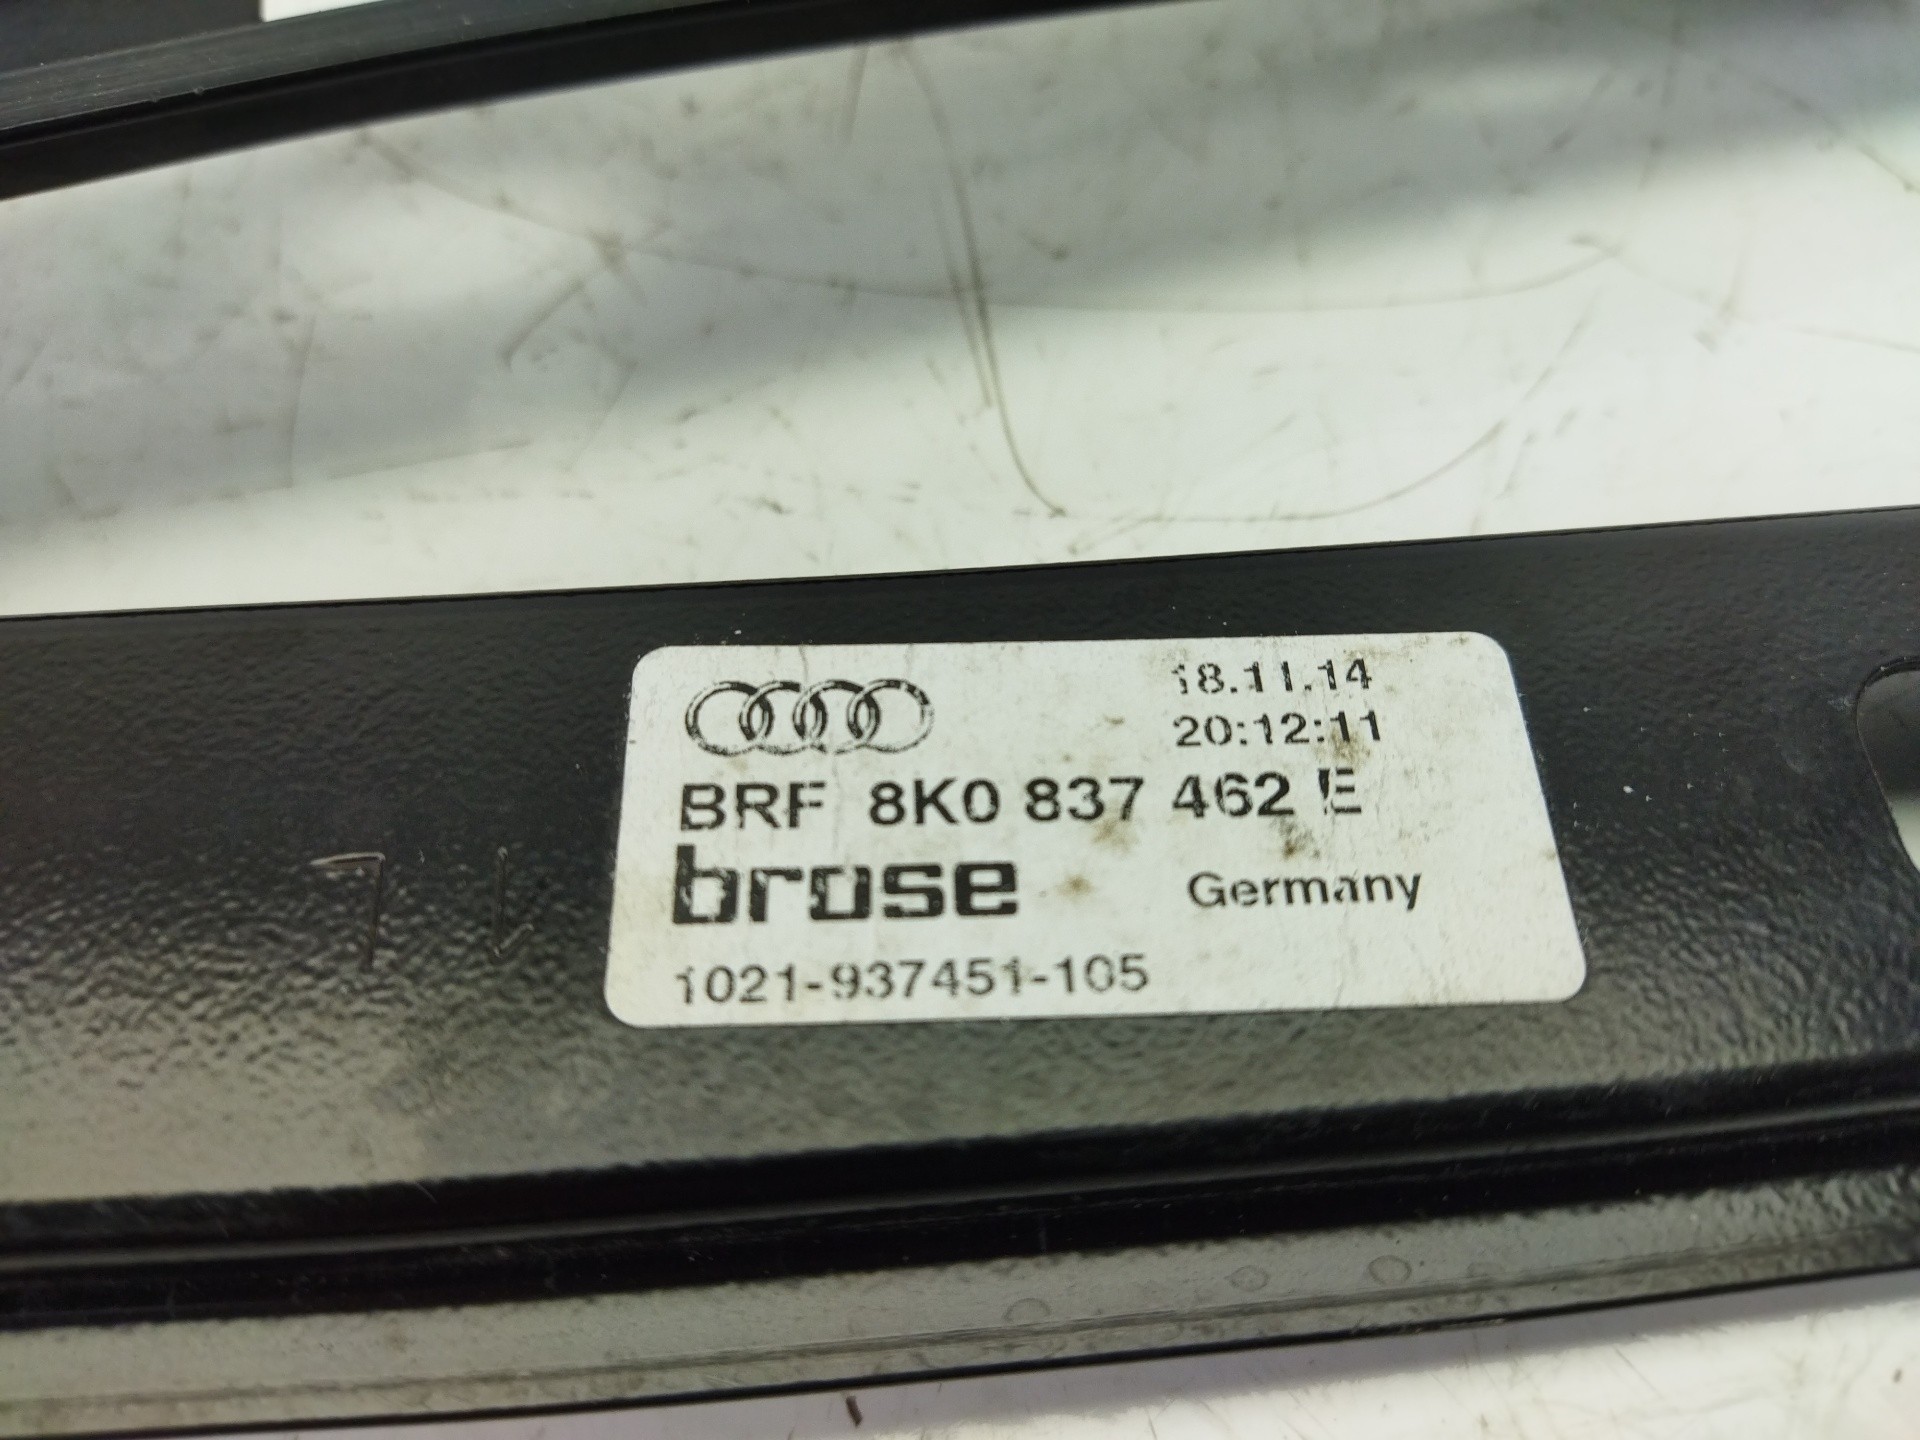 18.11.14
20:12:11
BRF 8K0 837 462 E
brose Germany
1021-937451-105